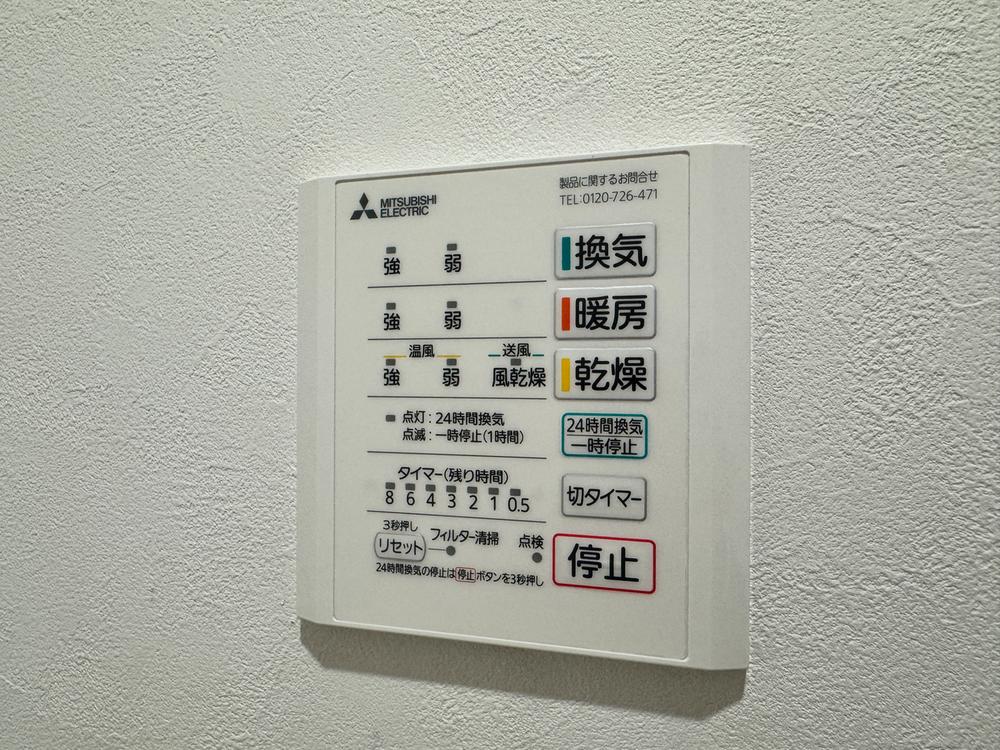 MITSUBISHI
ELECTRIC
製品に関するお問合せ
TEL:0120-726-471
強 弱 換気
強 弱 暖房
温風 送風
強 弱 風乾燥 乾燥
点灯:24時間換気
点滅:一時停止(1時間)
24時間換気
一時停止
タイマー(残り時間)
8 6 4 3 2 1 0.5
切タイマー
3秒押し
リセット フィルター清掃 点検
24時間換気の停止は停止ボタンを3秒押し
停止